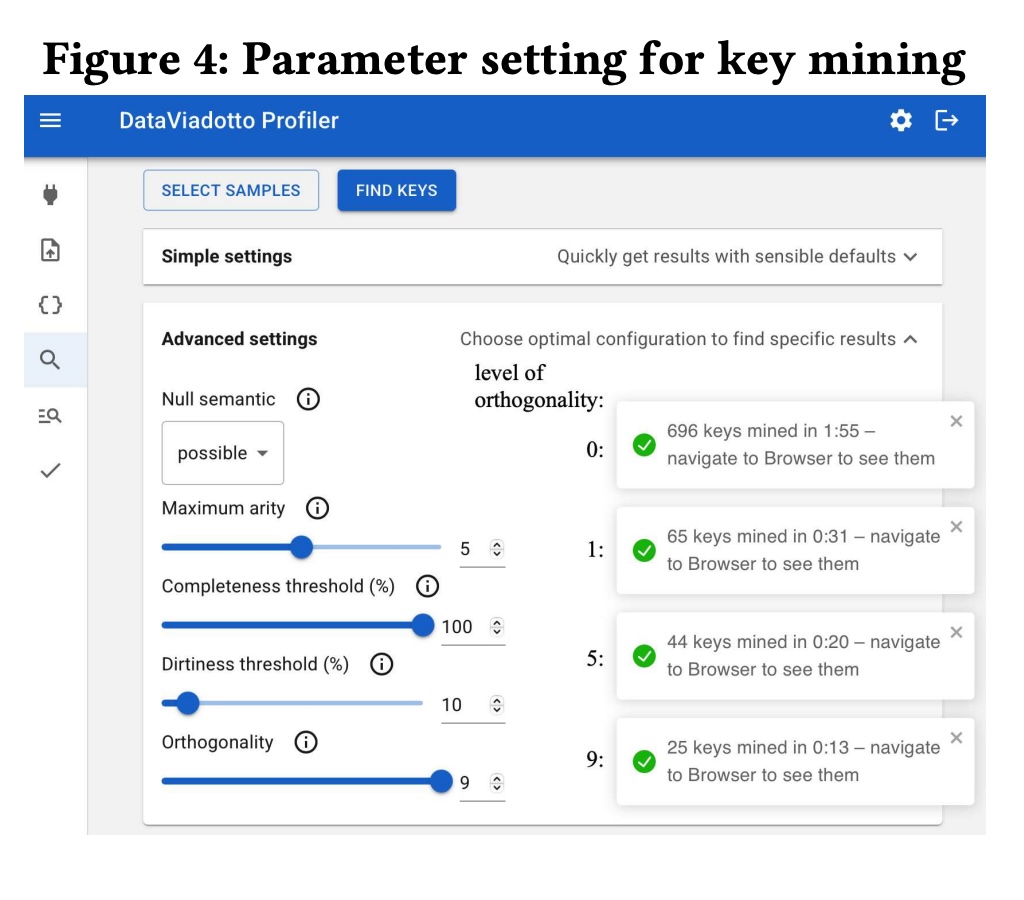 Figure 4: Parameter setting for key mining
DataViadotto Profiler
SELECT SAMPLES
FIND KEYS
Simple settings
Quickly get results with sensible defaults
Advanced settings
Choose optimal configuration to find specific results
level of
orthogonality:
Null semantic
possible
0:
696 keys mined in 1:55 –
navigate to Browser to see them
Maximum arity
5
1:
65 keys mined in 0:31 – navigate
to Browser to see them
Completeness threshold (%)
100
Dirtiness threshold (%)
10
5:
44 keys mined in 0:20 – navigate
to Browser to see them
Orthogonality
9
9:
25 keys mined in 0:13 – navigate
to Browser to see them